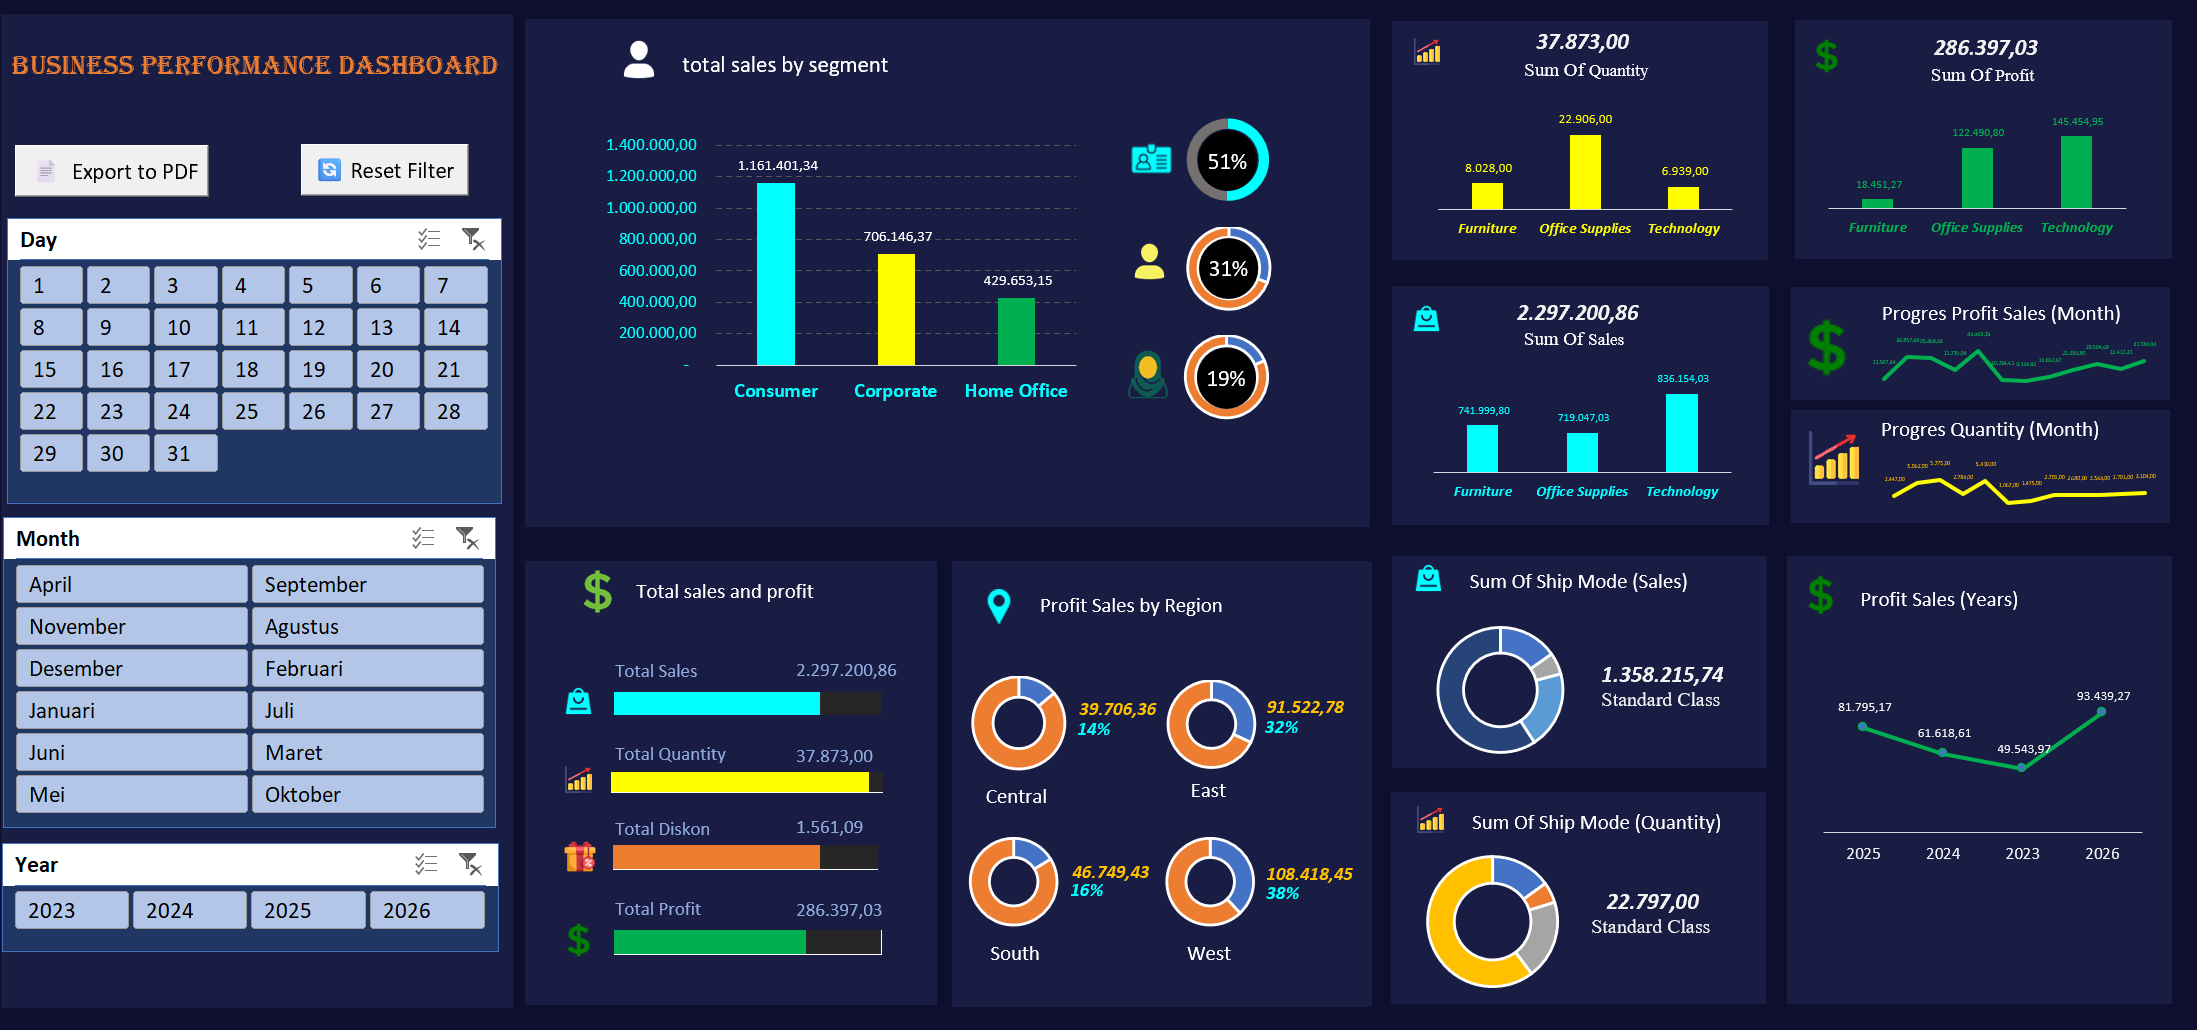 BUSINESS PERFORMANCE DASHBOARD
Export to PDF
Reset Filter
Day
1 2 3 4 5 6 7
8 9 10 11 12 13 14
15 16 17 18 19 20 21
22 23 24 25 26 27 28
29 30 31
Month
April September
November Agustus
Desember Februari
Januari Juli
Juni Maret
Mei Oktober
Year
2023 2024 2025 2026
total sales by segment
1.400.000,00
1.200.000,00
1.000.000,00
800.000,00
600.000,00
400.000,00
200.000,00
-
1.161.401,34
706.146,37
429.653,15
Consumer Corporate Home Office
51%
31%
19%
37.873,00
Sum Of Quantity
8.028,00
22.906,00
6.939,00
Furniture Office Supplies Technology
286.397,03
Sum Of Profit
18.451,27
122.490,80
145.454,95
Furniture Office Supplies Technology
2.297.200,86
Sum Of Sales
741.999,80
719.047,03
836.154,03
Furniture Office Supplies Technology
Progres Profit Sales (Month)
Progres Quantity (Month)
Total sales and profit
Total Sales 2.297.200,86
Total Quantity 37.873,00
Total Diskon 1.561,09
Total Profit 286.397,03
Profit Sales by Region
39.706,36
14%
Central
91.522,78
32%
East
46.749,43
16%
South
108.418,45
38%
West
Sum Of Ship Mode (Sales)
1.358.215,74
Standard Class
Sum Of Ship Mode (Quantity)
22.797,00
Standard Class
Profit Sales (Years)
81.795,17
61.618,61
49.543,97
93.439,27
2025 2024 2023 2026